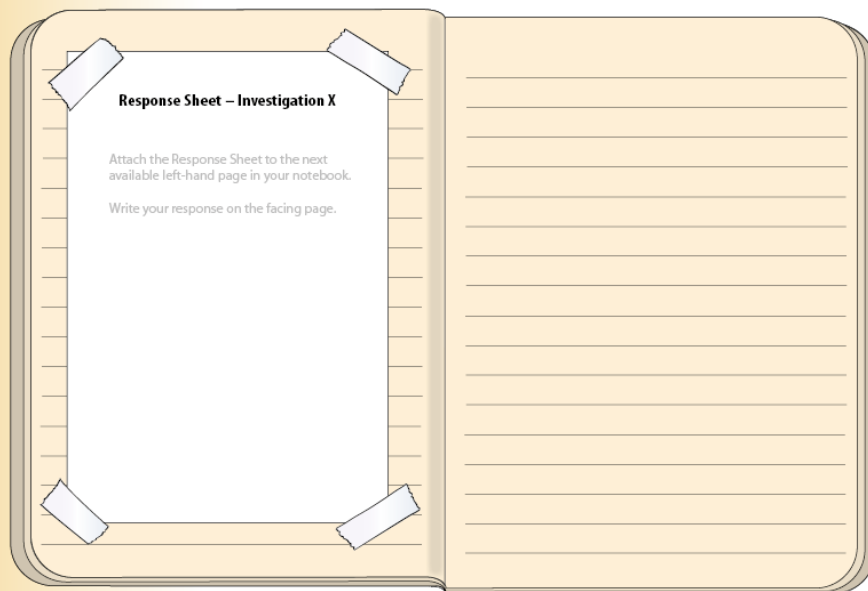 Response Sheet – Investigation X
Attach the Response Sheet to the next
available left-hand page in your notebook.
Write your response on the facing page.